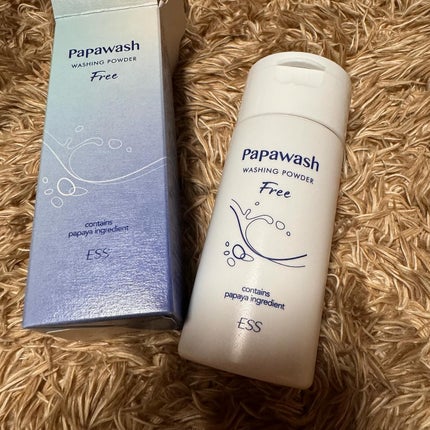 Papawash
WASHING POWDER
Free
contains
papaya ingredient
ESS
Papawash
WASHING POWDER
Free
contains
papaya ingredient
ESS